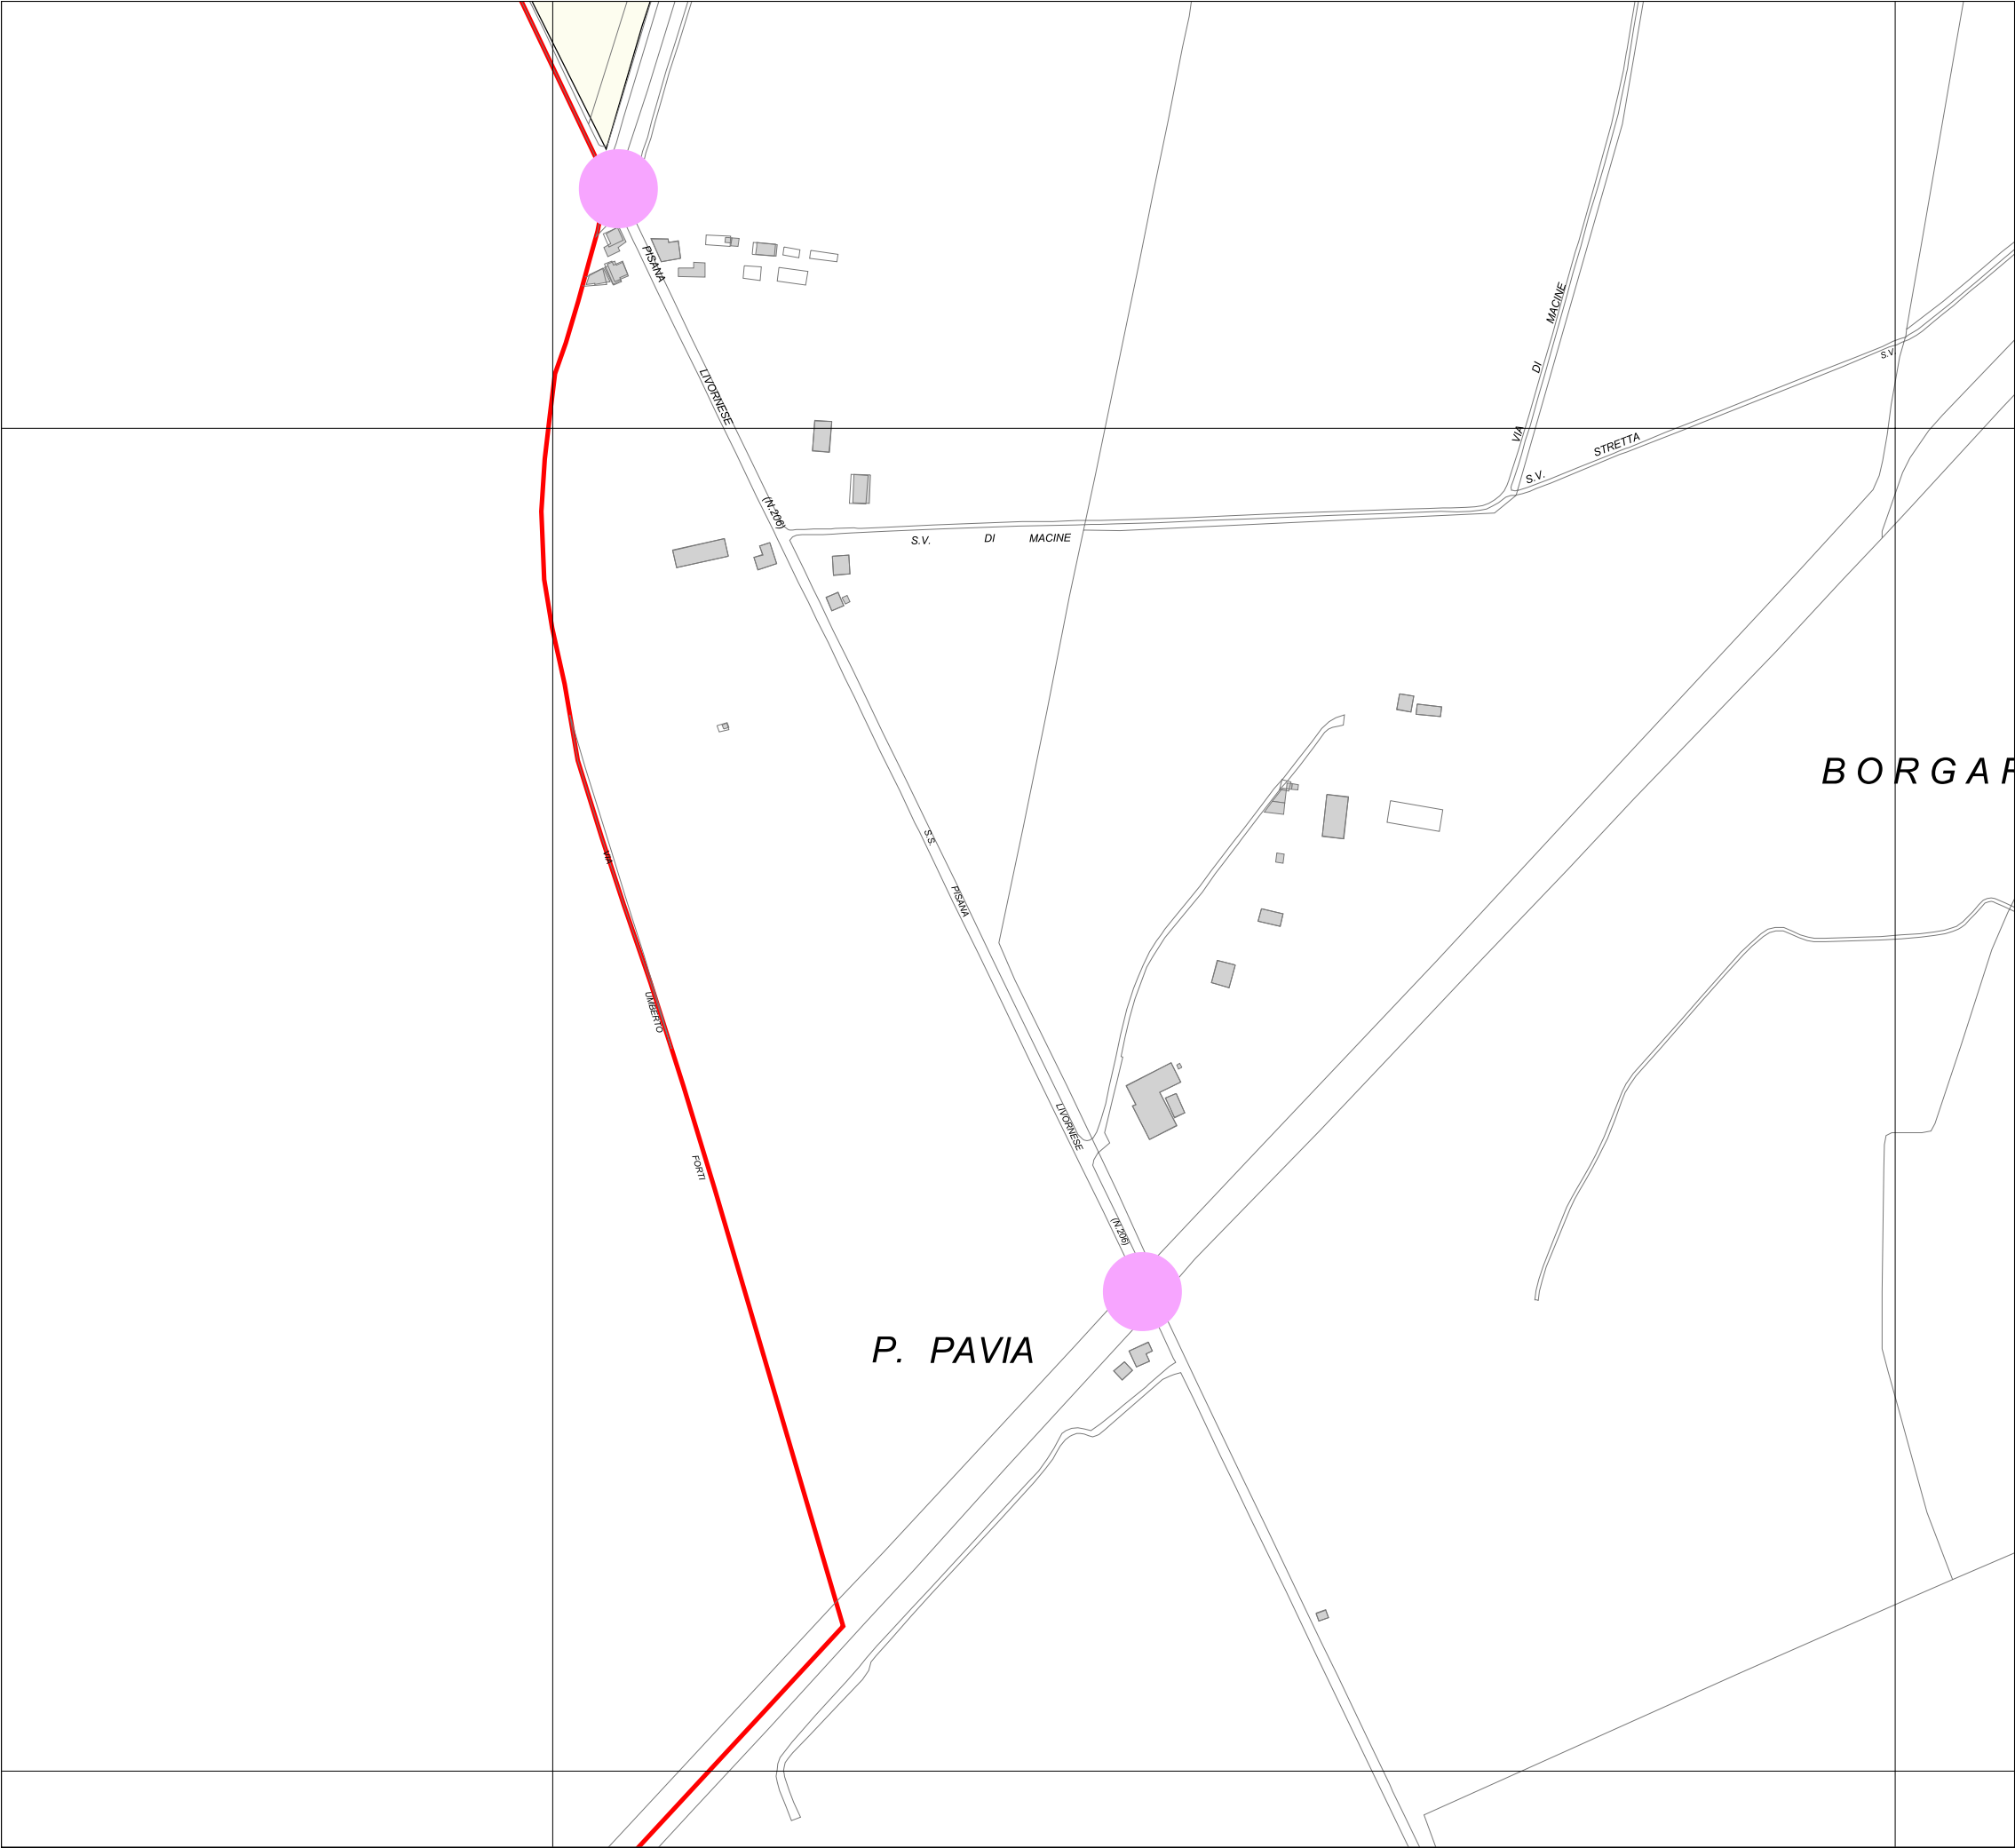 PISANA
LIVORNESE
(N.206)
VIA DI MACINE
S.V. STRETTA
S.V.
S.V. DI MACINE
BORGAR
S.S.
PISANA
LIVORNESE
(N.206)
VIA
UMBERTO
FORTI
P. PAVIA